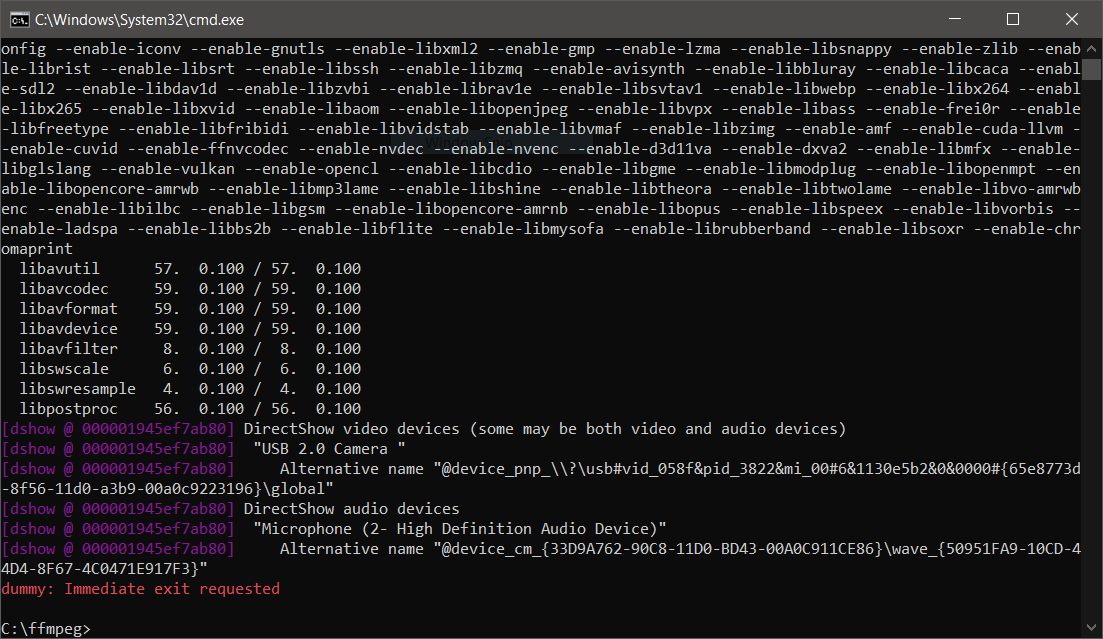 C:\Windows\System32\cmd.exe
onfig --enable-iconv --enable-gnutls --enable-libxml2 --enable-gmp --enable-lzma --enable-libsnappy --enable-zlib --enab
le-librist --enable-libsrt --enable-libssh --enable-libzmq --enable-avisynth --enable-libbluray --enable-libcaca --enabl
e-sdl2 --enable-libdav1d --enable-libzvbi --enable-librav1e --enable-libsvtav1 --enable-libwebp --enable-libx264 --enabl
e-libx265 --enable-libxvid --enable-libaom --enable-libopenjpeg --enable-libvpx --enable-libass --enable-frei0r --enable
-libfreetype --enable-libfribidi --enable-libvidstab --enable-libvmaf --enable-libzimg --enable-amf --enable-cuda-llvm -
-enable-cuvid --enable-ffnvcodec --enable-nvdec --enable-nvenc --enable-d3d11va --enable-dxva2 --enable-libmfx --enable-
libglslang --enable-vulkan --enable-opencl --enable-libcdio --enable-libgme --enable-libmodplug --enable-libopenmpt --en
able-libopencore-amrwb --enable-libmp3lame --enable-libshine --enable-libtheora --enable-libtwolame --enable-libvo-amrwb
enc --enable-libilbc --enable-libgsm --enable-libopencore-amrnb --enable-libopus --enable-libspeex --enable-libvorbis --
enable-ladspa --enable-libbs2b --enable-libflite --enable-libmysofa --enable-librubberband --enable-libsoxr --enable-chr
omaprint
  libavutil      57.  0.100 / 57.  0.100
  libavcodec     59.  0.100 / 59.  0.100
  libavformat    59.  0.100 / 59.  0.100
  libavdevice    59.  0.100 / 59.  0.100
  libavfilter     8.  0.100 /  8.  0.100
  libswscale      6.  0.100 /  6.  0.100
  libswresample   4.  0.100 /  4.  0.100
  libpostproc    56.  0.100 / 56.  0.100
[dshow @ 000001945ef7ab80] DirectShow video devices (some may be both video and audio devices)
[dshow @ 000001945ef7ab80]  "USB 2.0 Camera "
[dshow @ 000001945ef7ab80]     Alternative name "@device_pnp_\\?\usb#vid_058f&pid_3822&mi_00#6&1130e5b2&0&0000#{65e8773d
-8f56-11d0-a3b9-00a0c9223196}\global"
[dshow @ 000001945ef7ab80] DirectShow audio devices
[dshow @ 000001945ef7ab80]  "Microphone (2- High Definition Audio Device)"
[dshow @ 000001945ef7ab80]     Alternative name "@device_cm_{33D9A762-90C8-11D0-BD43-00A0C911CE86}\wave_{50951FA9-10CD-4
4D4-8F67-4C0471E917F3}"
dummy: Immediate exit requested
C:\ffmpeg>